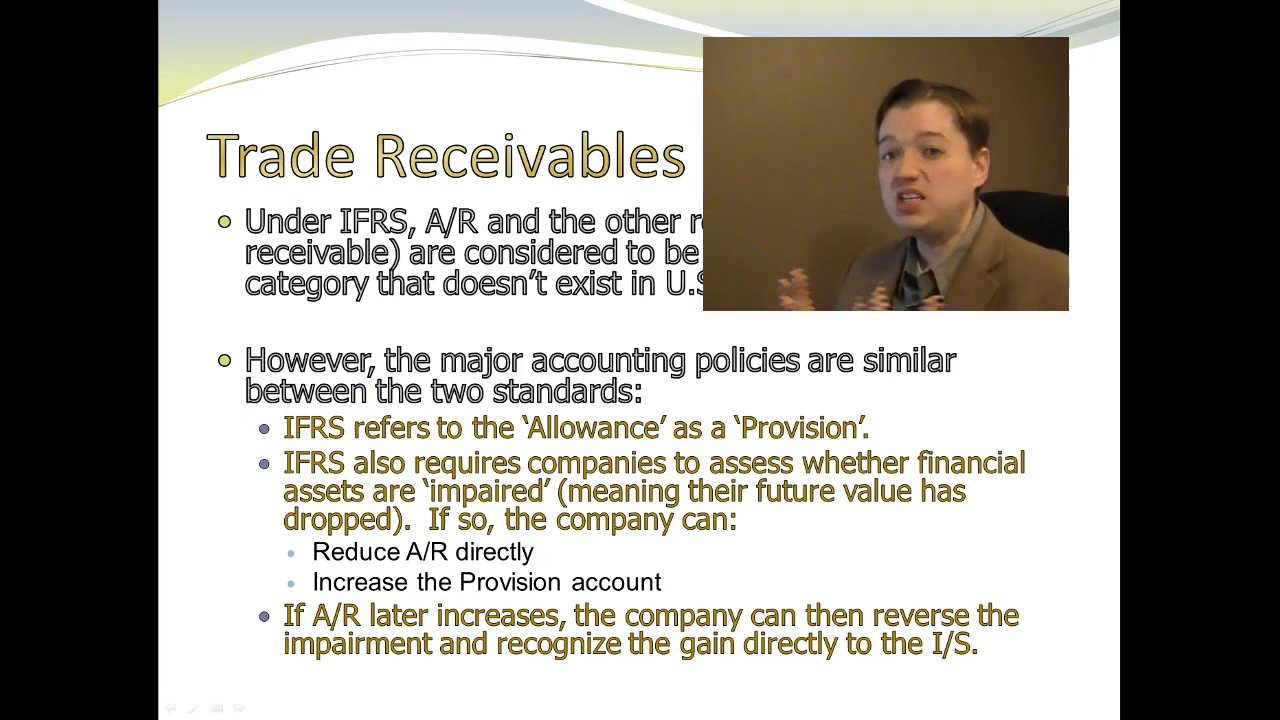 Trade Receivables
Under IFRS, A/R and the other
receivable) are considered to be
category that doesn't exist in
However, the major accounting policies are similar
between the two standards:
IFRS refers to the ‘Allowance’ as a ‘Provision’.
IFRS also requires companies to assess whether financial
assets are ‘impaired’ (meaning their future value has
dropped). If so, the company can:
Reduce A/R directly
Increase the Provision account
If A/R later increases, the company can then reverse the
impairment and recognize the gain directly to the I/S.